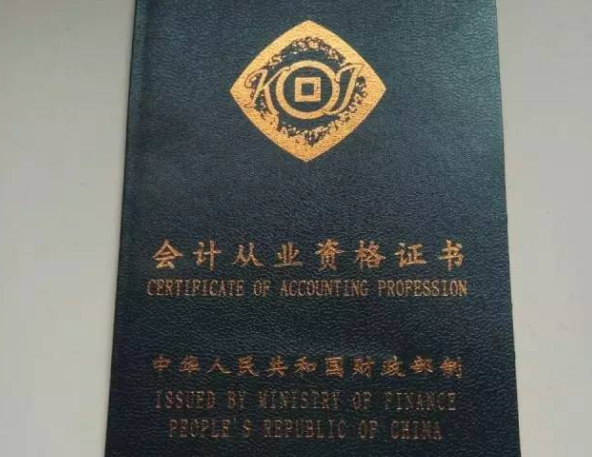 KJ
会计从业资格证书
CERTIFICATE OF ACCOUNTING PROFESSION
中华人民共和国财政部制
ISSUED BY MINISTRY OF FINANCE
PEOPLE'S REPUBLIC OF CHINA